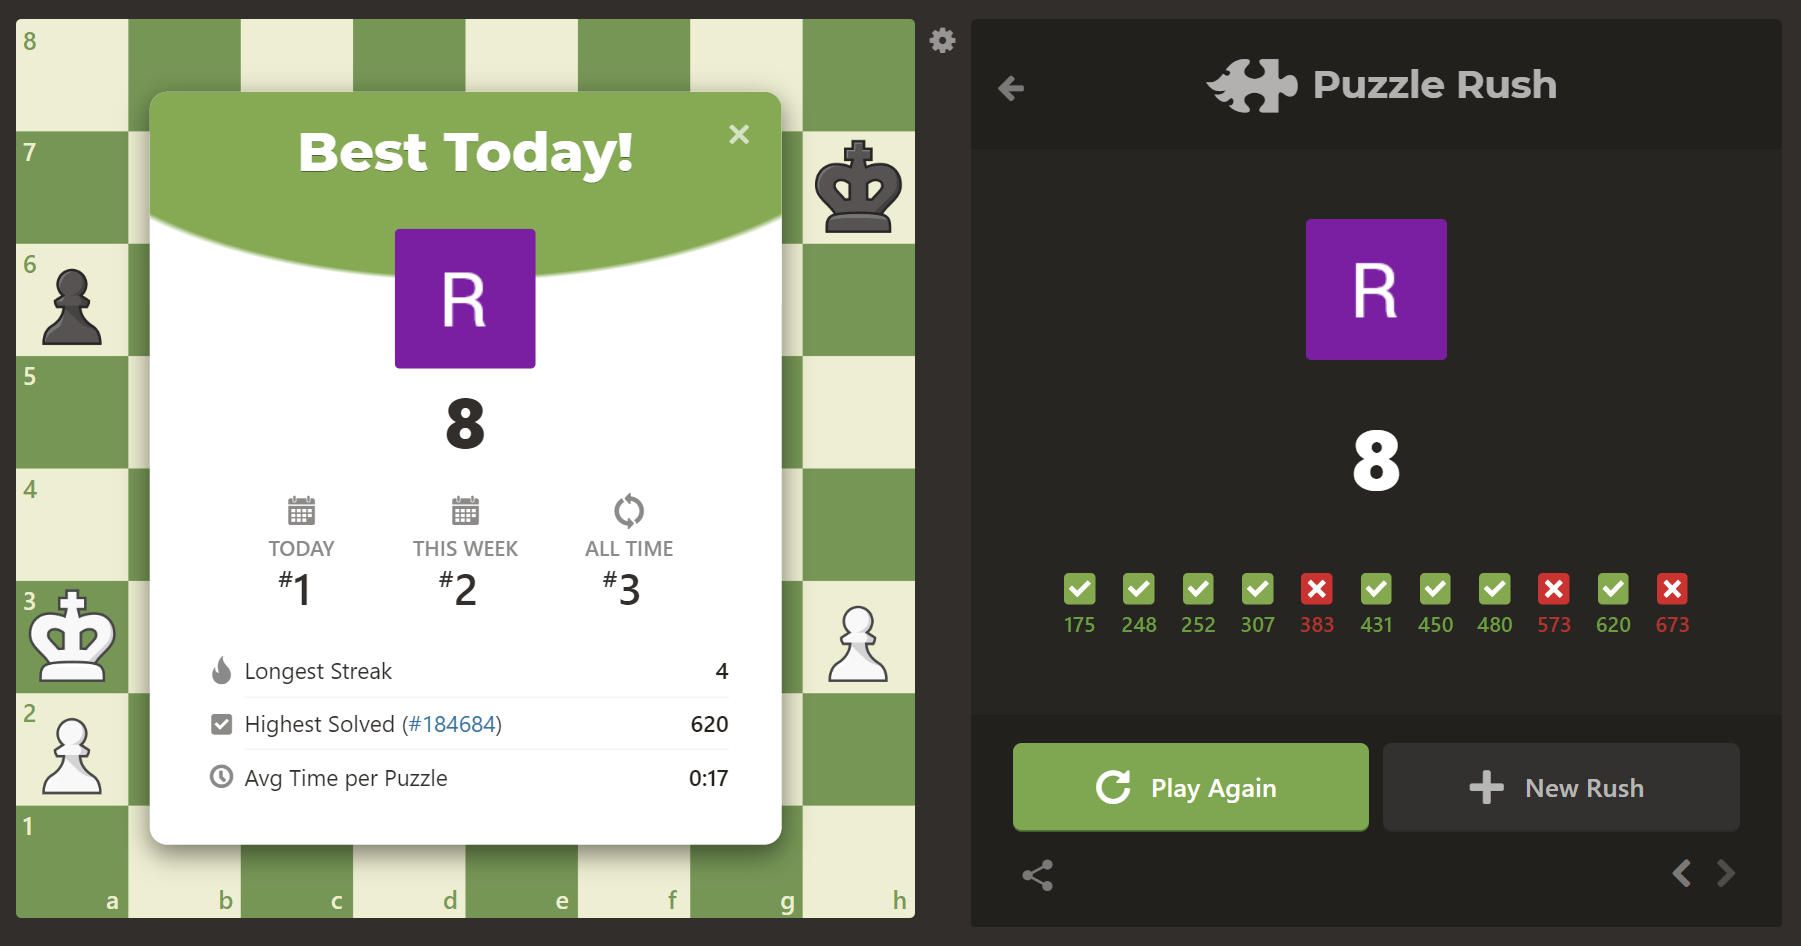 8
7
6
5
4
3
2
1
a b c d e f g h
Best Today!
R
8
TODAY
#1
THIS WEEK
#2
ALL TIME
#3
Longest Streak 4
Highest Solved (#184684) 620
Avg Time per Puzzle 0:17
Puzzle Rush
R
8
175 248 252 307 383 431 450 480 573 620 673
Play Again
New Rush